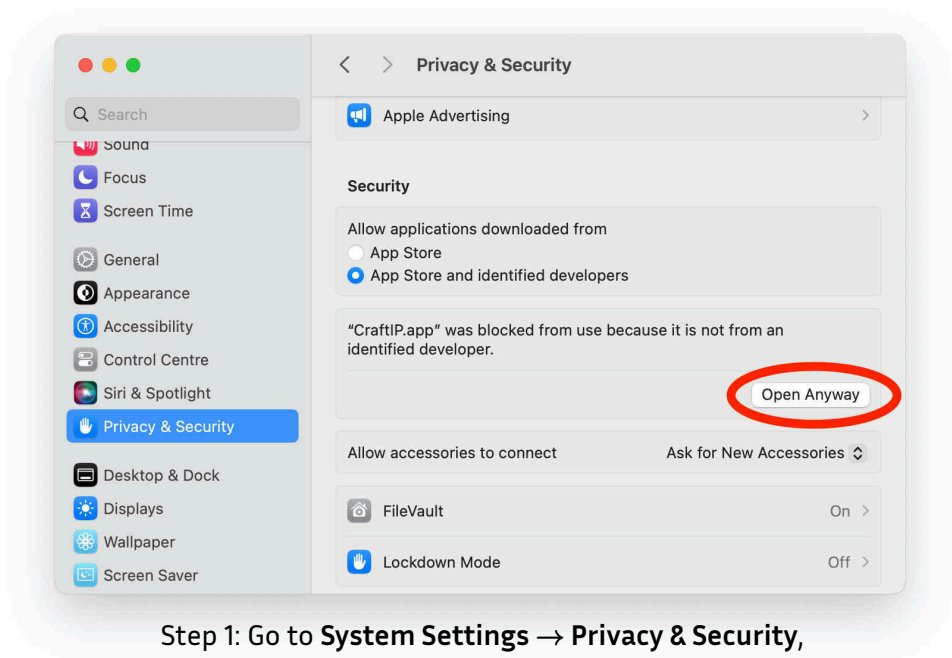 Privacy & Security
Search
Sound
Focus
Screen Time
General
Appearance
Accessibility
Control Centre
Siri & Spotlight
Privacy & Security
Desktop & Dock
Displays
Wallpaper
Screen Saver
Apple Advertising
Security
Allow applications downloaded from
App Store
App Store and identified developers
“CraftIP.app” was blocked from use because it is not from an
identified developer.
Open Anyway
Allow accessories to connect Ask for New Accessories
FileVault On
Lockdown Mode Off
Step 1: Go to System Settings → Privacy & Security,